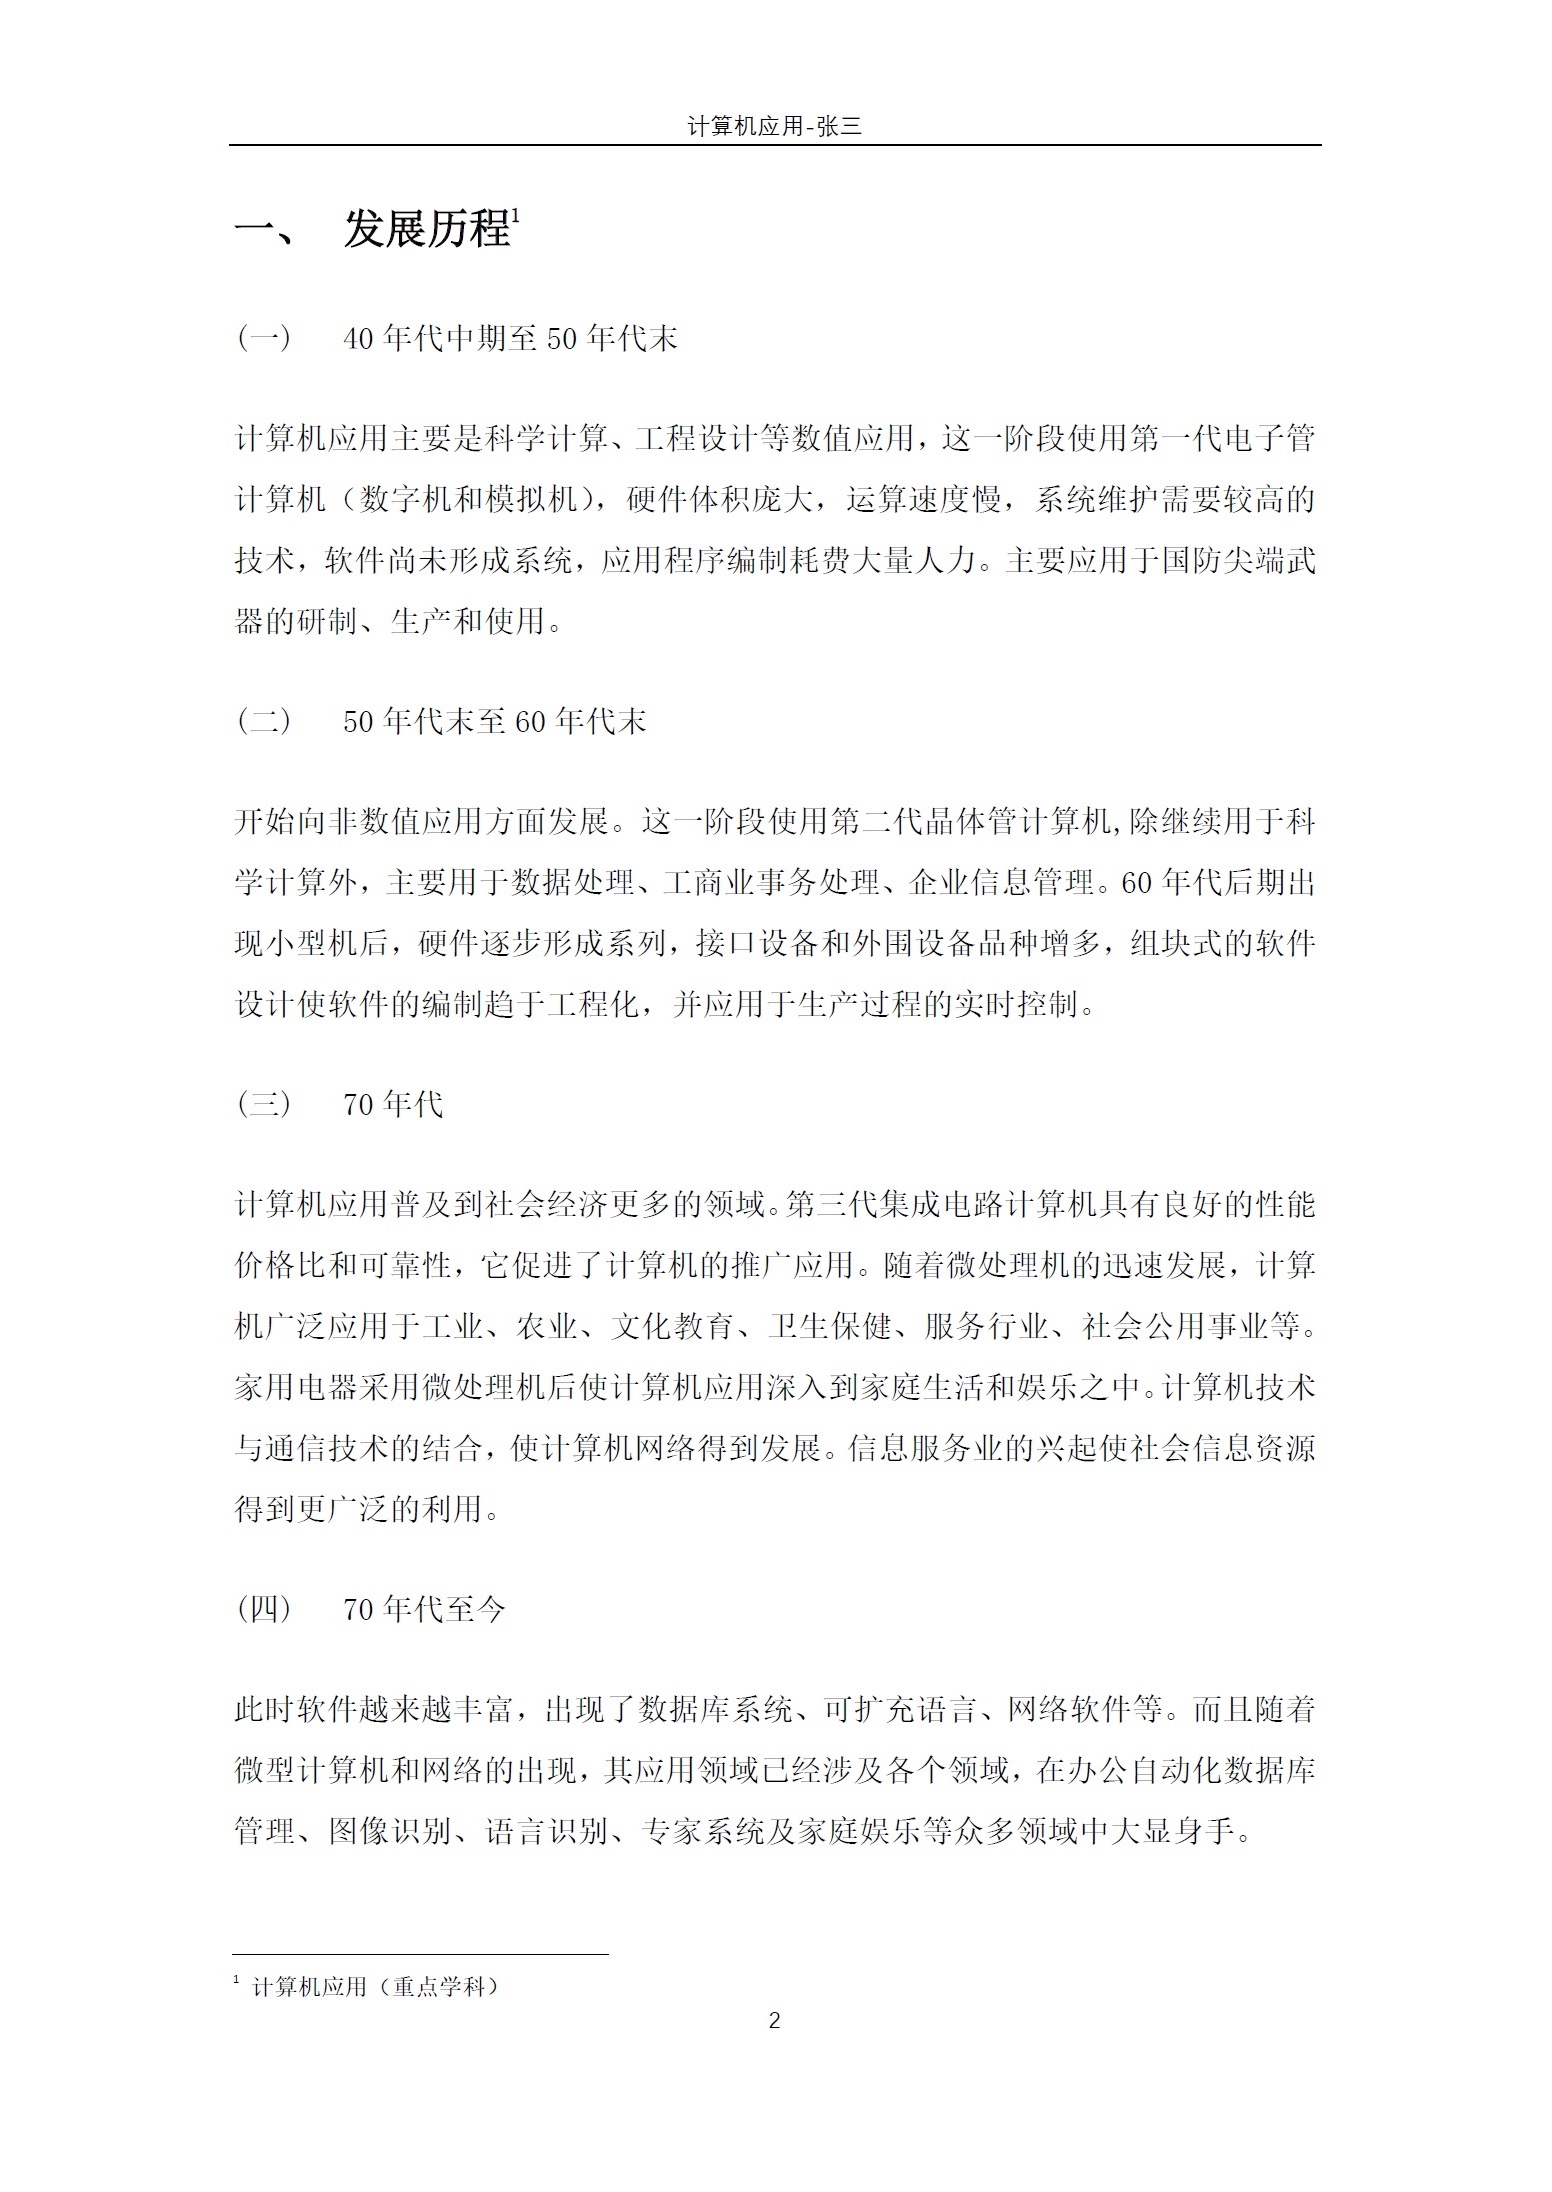 计算机应用-张三
一、 发展历程1
(一) 40年代中期至50年代末
计算机应用主要是科学计算、工程设计等数值应用，这一阶段使用第一代电子管
计算机（数字机和模拟机），硬件体积庞大，运算速度慢，系统维护需要较高的
技术，软件尚未形成系统，应用程序编制耗费大量人力。主要应用于国防尖端武
器的研制、生产和使用。
(二) 50年代末至60年代末
开始向非数值应用方面发展。这一阶段使用第二代晶体管计算机,除继续用于科
学计算外，主要用于数据处理、工商业事务处理、企业信息管理。60年代后期出
现小型机后，硬件逐步形成系列，接口设备和外围设备品种增多，组块式的软件
设计使软件的编制趋于工程化，并应用于生产过程的实时控制。
(三) 70年代
计算机应用普及到社会经济更多的领域。第三代集成电路计算机具有良好的性能
价格比和可靠性，它促进了计算机的推广应用。随着微处理机的迅速发展，计算
机广泛应用于工业、农业、文化教育、卫生保健、服务行业、社会公用事业等。
家用电器采用微处理机后使计算机应用深入到家庭生活和娱乐之中。计算机技术
与通信技术的结合，使计算机网络得到发展。信息服务业的兴起使社会信息资源
得到更广泛的利用。
(四) 70年代至今
此时软件越来越丰富，出现了数据库系统、可扩充语言、网络软件等。而且随着
微型计算机和网络的出现，其应用领域已经涉及各个领域，在办公自动化数据库
管理、图像识别、语言识别、专家系统及家庭娱乐等众多领域中大显身手。
1 计算机应用（重点学科）
2